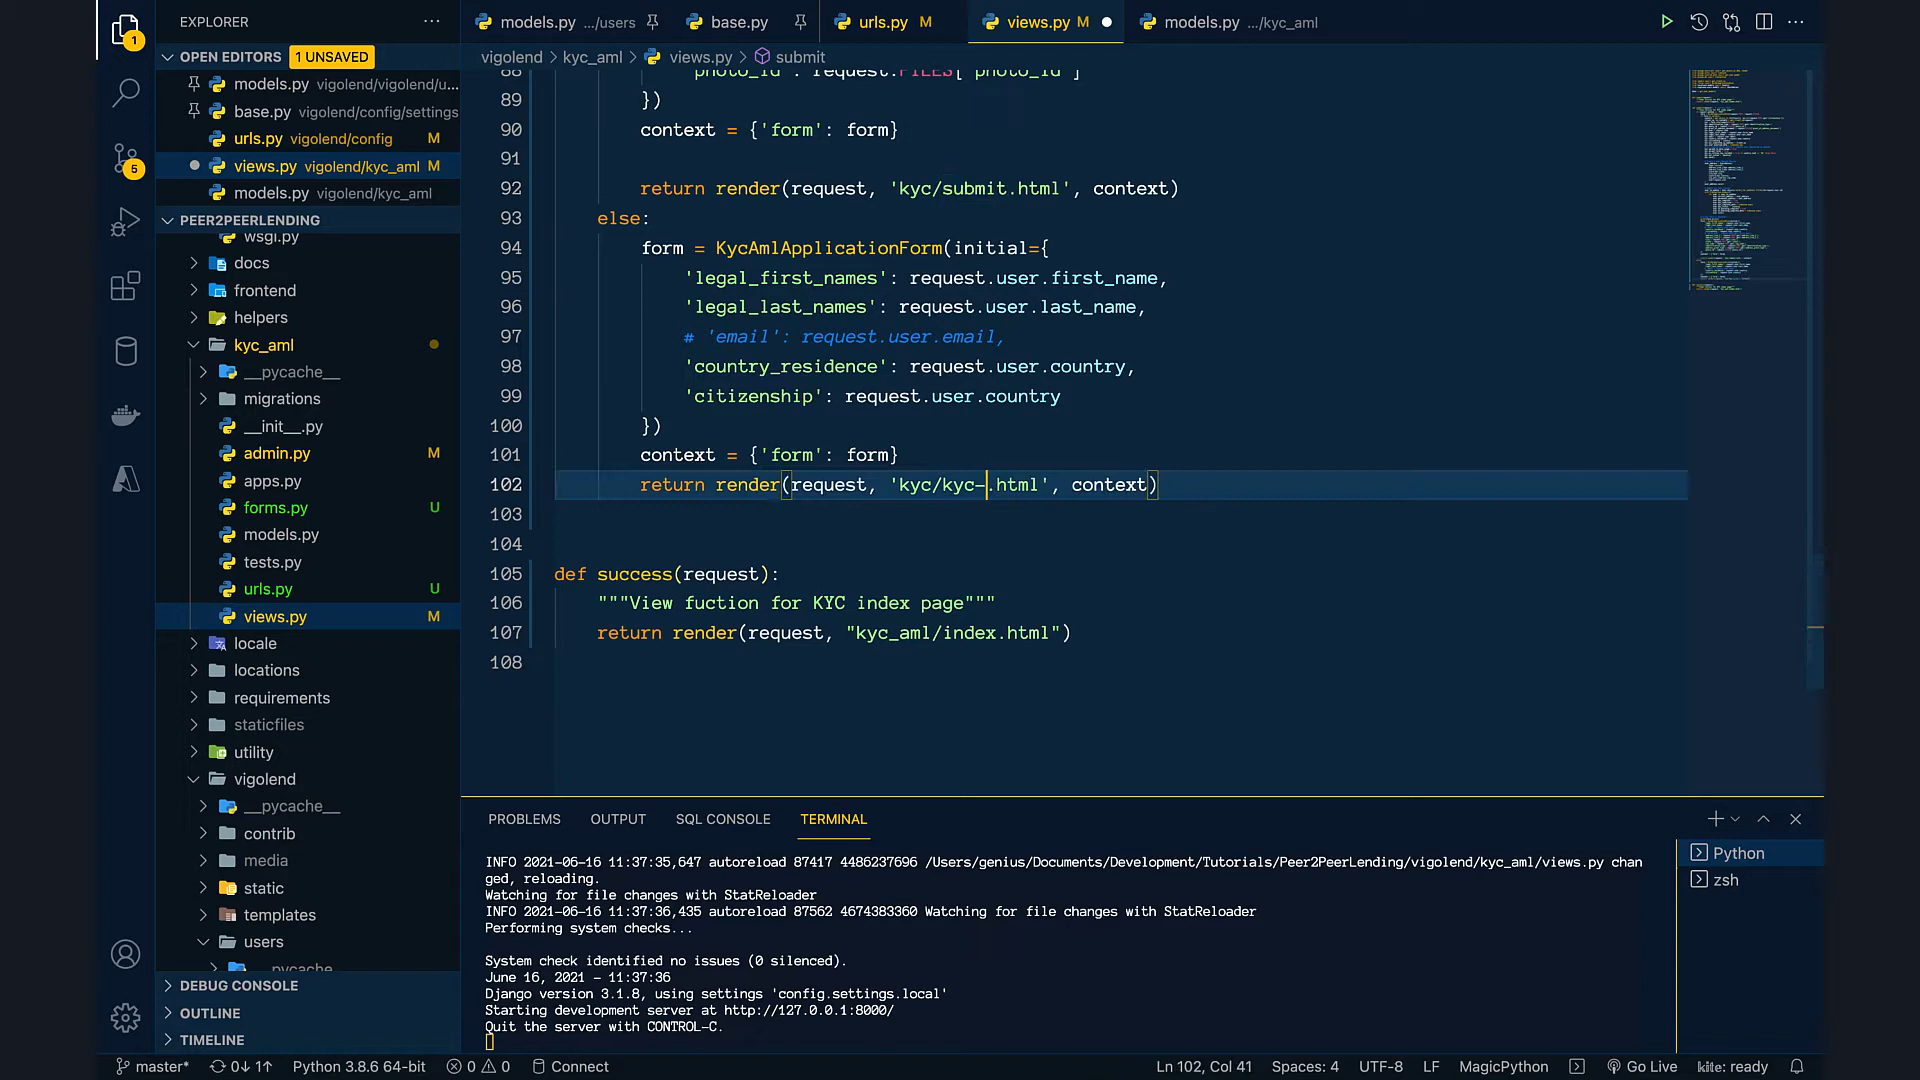 EXPLORER
OPEN EDITORS 1 UNSAVED
models.py vigolend/vigolend/u...
base.py vigolend/config/settings
urls.py vigolend/config M
views.py vigolend/kyc_aml M
models.py vigolend/kyc_aml
PEER2PEERLENDING
wsgi.py
docs
frontend
helpers
kyc_aml
__pycache__
migrations
__init__.py
admin.py M
apps.py
forms.py U
models.py
tests.py
urls.py U
views.py M
locale
locations
requirements
staticfiles
utility
vigolend
__pycache__
contrib
media
static
templates
users
__pycache__
DEBUG CONSOLE
OUTLINE
TIMELINE
1
5
models.py .../users
base.py
urls.py M
views.py M
models.py .../kyc_aml
vigolend > kyc_aml > views.py > submit
88 'photo_id': request.FILES['photo_id']
89 })
90 context = {'form': form}
91
92 return render(request, 'kyc/submit.html', context)
93 else:
94 form = KycAmlApplicationForm(initial={
95 'legal_first_names': request.user.first_name,
96 'legal_last_names': request.user.last_name,
97 # 'email': request.user.email,
98 'country_residence': request.user.country,
99 'citizenship': request.user.country
100 })
101 context = {'form': form}
102 return render(request, 'kyc/kyc-.html', context)
103
104
105 def success(request):
106 """View fuction for KYC index page"""
107 return render(request, "kyc_aml/index.html")
108
PROBLEMS OUTPUT SQL CONSOLE TERMINAL
INFO 2021-06-16 11:37:35,647 autoreload 87417 4486237696 /Users/genius/Documents/Development/Tutorials/Peer2PeerLending/vigolend/kyc_aml/views.py chan
ged, reloading.
Watching for file changes with StatReloader
INFO 2021-06-16 11:37:36,435 autoreload 87562 4674383360 Watching for file changes with StatReloader
Performing system checks...
System check identified no issues (0 silenced).
June 16, 2021 - 11:37:36
Django version 3.1.8, using settings 'config.settings.local'
Starting development server at http://127.0.0.1:8000/
Quit the server with CONTROL-C.
Python
zsh
master* 0↓ 1↑ Python 3.8.6 64-bit 0 0 Connect
Ln 102, Col 41 Spaces: 4 UTF-8 LF MagicPython Go Live kite: ready